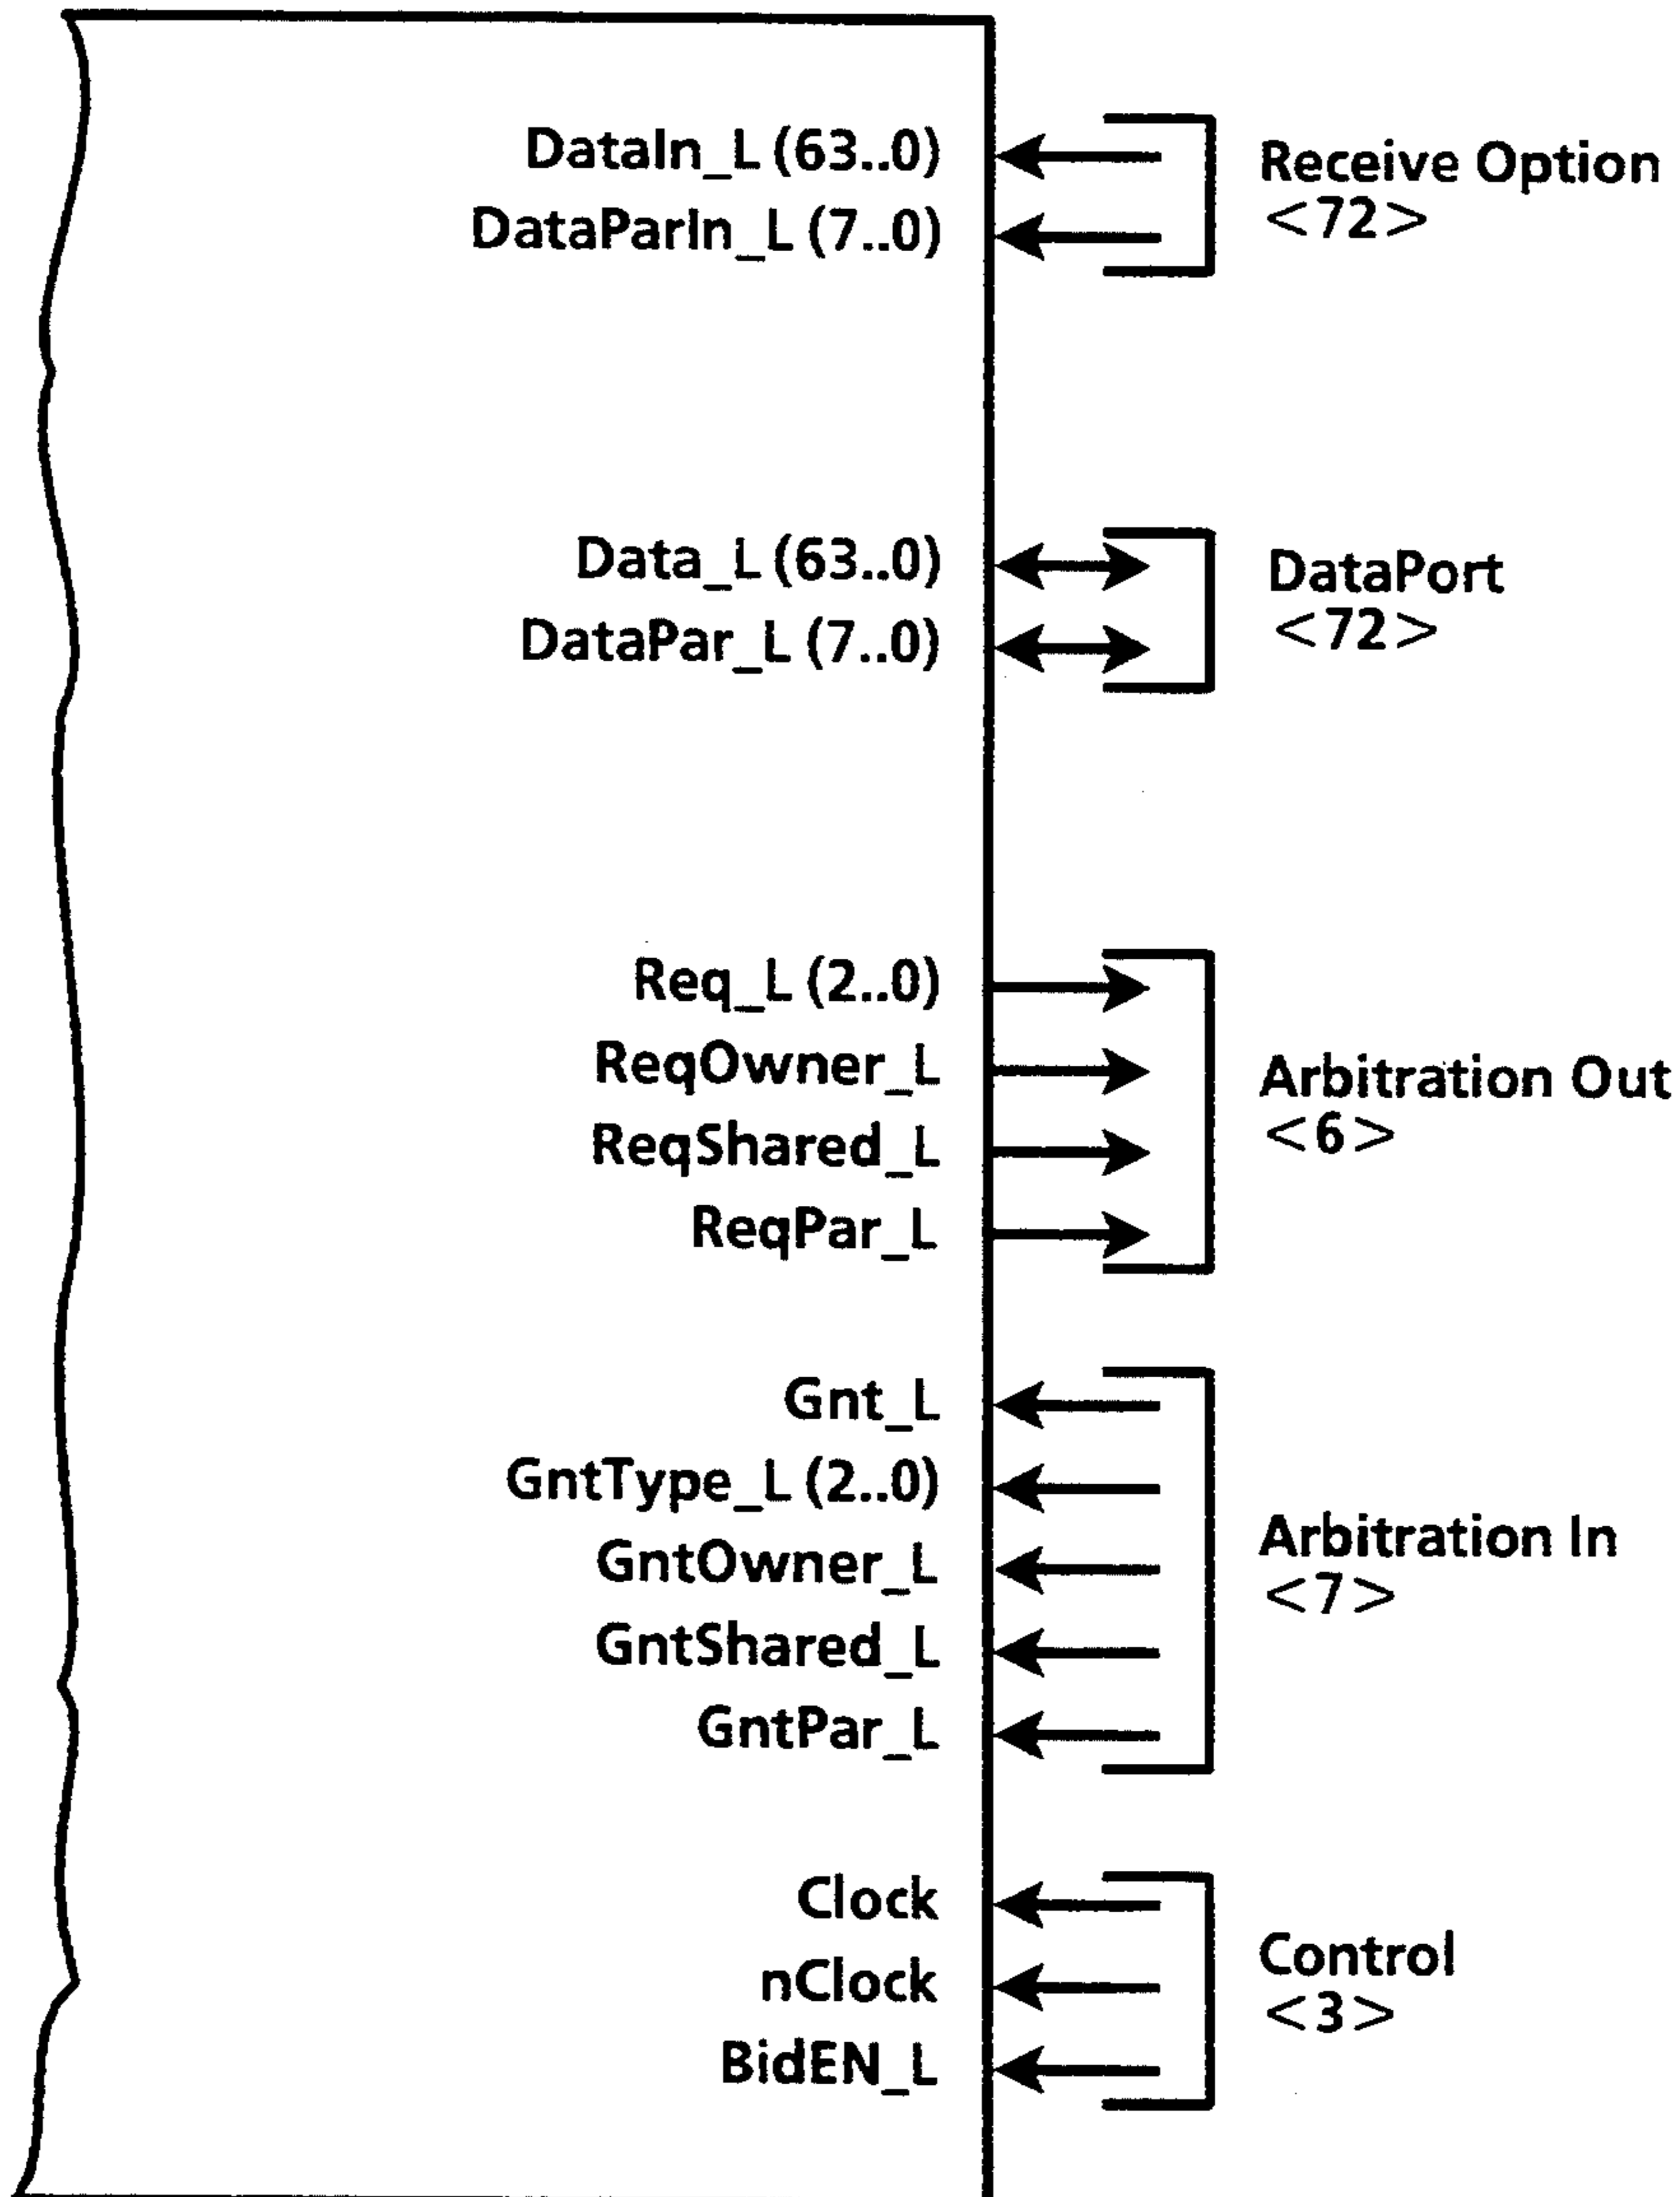 DataIn_L (63..0)
DataParIn_L (7..0)
Receive Option
<72>
Data_L (63..0)
DataPar_L (7..0)
DataPort
<72>
Req_L (2..0)
ReqOwner_L
ReqShared_L
ReqPar_L
Arbitration Out
<6>
Gnt_L
GntType_L (2..0)
GntOwner_L
GntShared_L
GntPar_L
Arbitration In
<7>
Clock
nClock
BidEN_L
Control
<3>